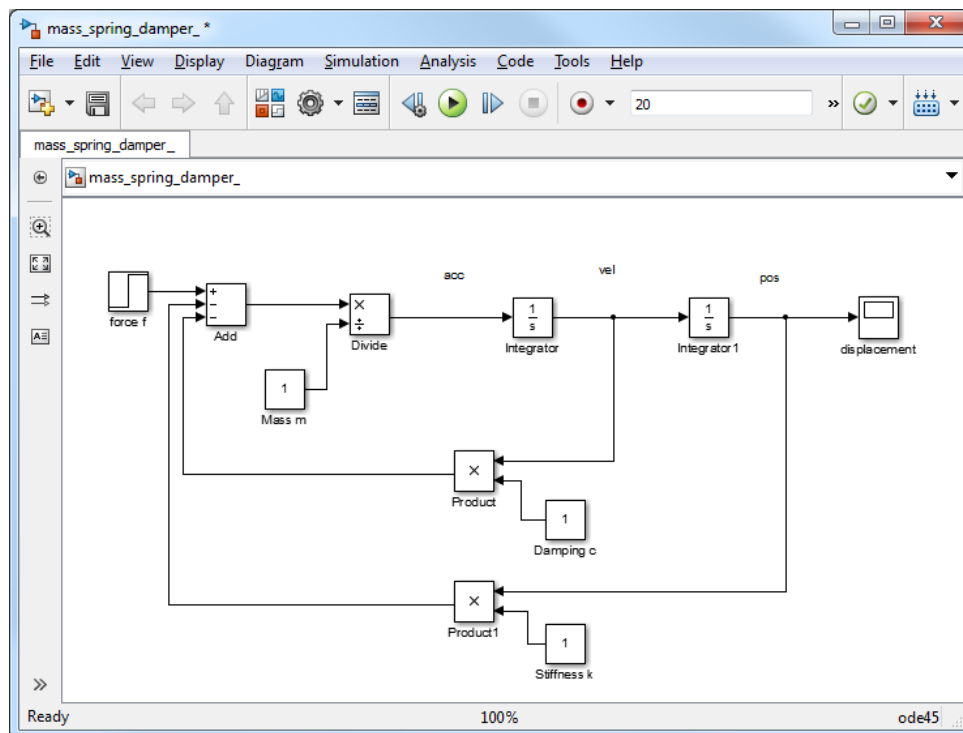 mass_spring_damper_ *
File Edit View Display Diagram Simulation Analysis Code Tools Help
20
mass_spring_damper_
mass_spring_damper_
acc
vel
pos
+
−
−
×
÷
1
s
1
s
force f
Add
Divide
Integrator
Integrator1
displacement
1
Mass m
×
Product
1
Damping c
×
Product1
1
Stiffness k
Ready 100% ode45